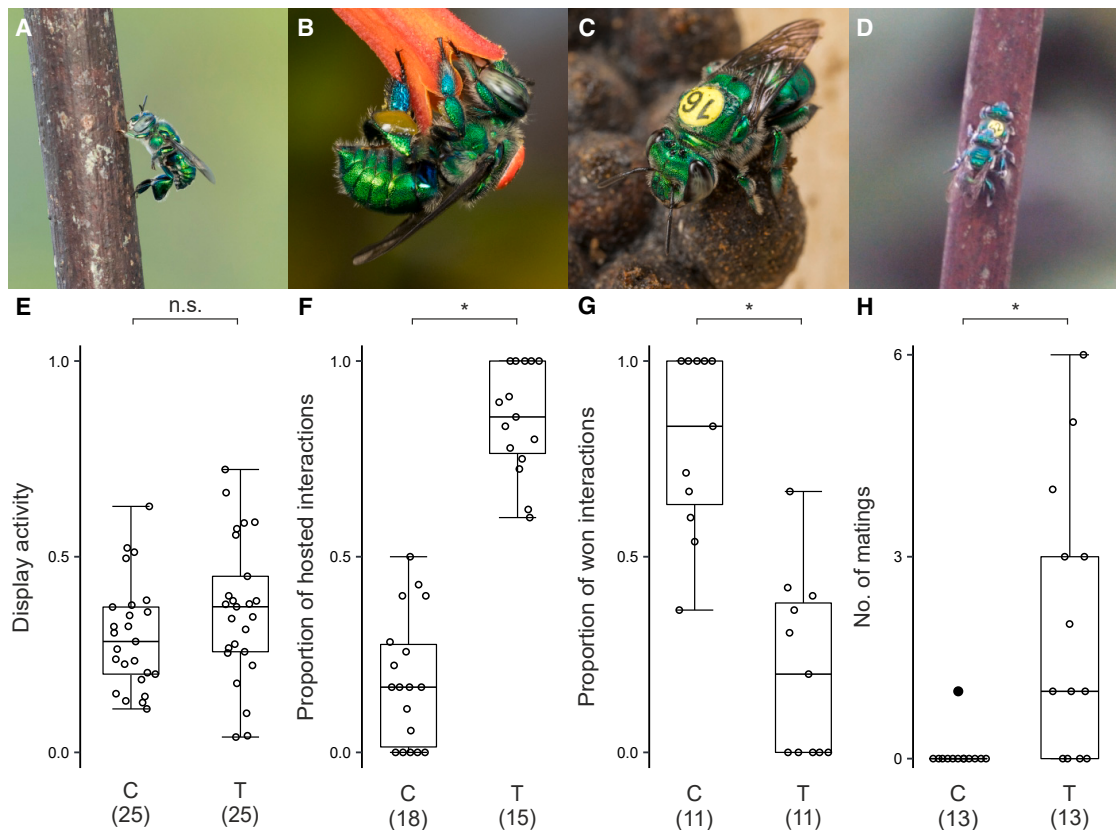 A
B
C
D
16
E
n.s.
F
*
G
*
H
*
Display activity
1.0
0.5
0.0
C
(25)
T
(25)
Proportion of hosted interactions
1.0
0.5
0.0
C
(18)
T
(15)
Proportion of won interactions
1.0
0.5
0.0
C
(11)
T
(11)
No. of matings
6
3
0
C
(13)
T
(13)